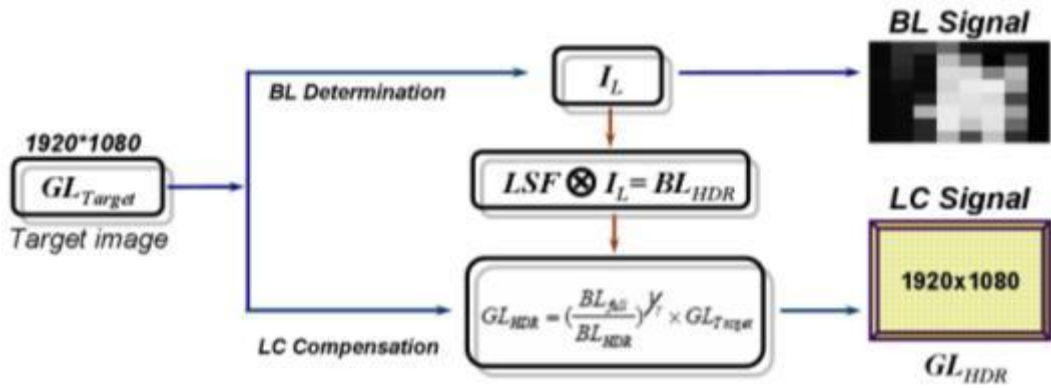 BL Signal
I_L
BL Determination
1920*1080
GL_Target
Target image
LSF ⊗ I_L = BL_HDR
LC Signal
1920x1080
GL_HDR = (BL_full / BL_HDR)^1/γ × GL_Target
LC Compensation
GL_HDR